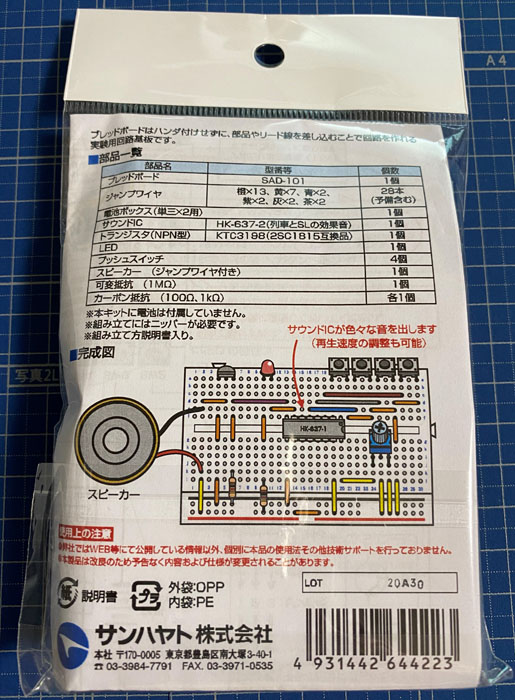 ブレッドボードはハンダ付けせずに、部品やリード線を差し込むことで回路を作れる
実験用回路基板です。
■部品一覧
部品名 型番等 個数
ブレッドボード SAD-101 1個
ジャンプワイヤ 橙×13、黄×7、青×2、 28本
紫×2、灰×2、茶×2 (予備含む)
電池ボックス(単三×2用) 1個
サウンドIC HK-637-2(列車とSLの効果音) 1個
トランジスタ(NPN型) KTC3198(2SC1815互換品) 1個
LED 1個
プッシュスイッチ 4個
スピーカー (ジャンプワイヤ付き) 1個
可変抵抗 (1MΩ) 1個
カーボン抵抗 (100Ω、1kΩ) 各1個
※本キットに電池は付属していません。
※組み立てにはニッパーが必要です。
※組み立て方説明書入り。
サウンドICが色々な音を出します
(再生速度の調整も可能)
■完成図
HK-637-1
スピーカー
使用上の注意
●弊社ではWEB等にて公開している情報以外、個別に本品の使用法その他技術サポートを行っておりません。
●本製品は改良のため予告なく内容および仕様が変更されることがあります。
LOT 20A30
紙 説明書 プラ 外袋:OPP
内袋:PE
サンハヤト株式会社
本社 〒170-0005 東京都豊島区南大塚3-40-1
☎ 03-3984-7791 FAX. 03-3971-0535
4 931442 644223
A4
写真2L